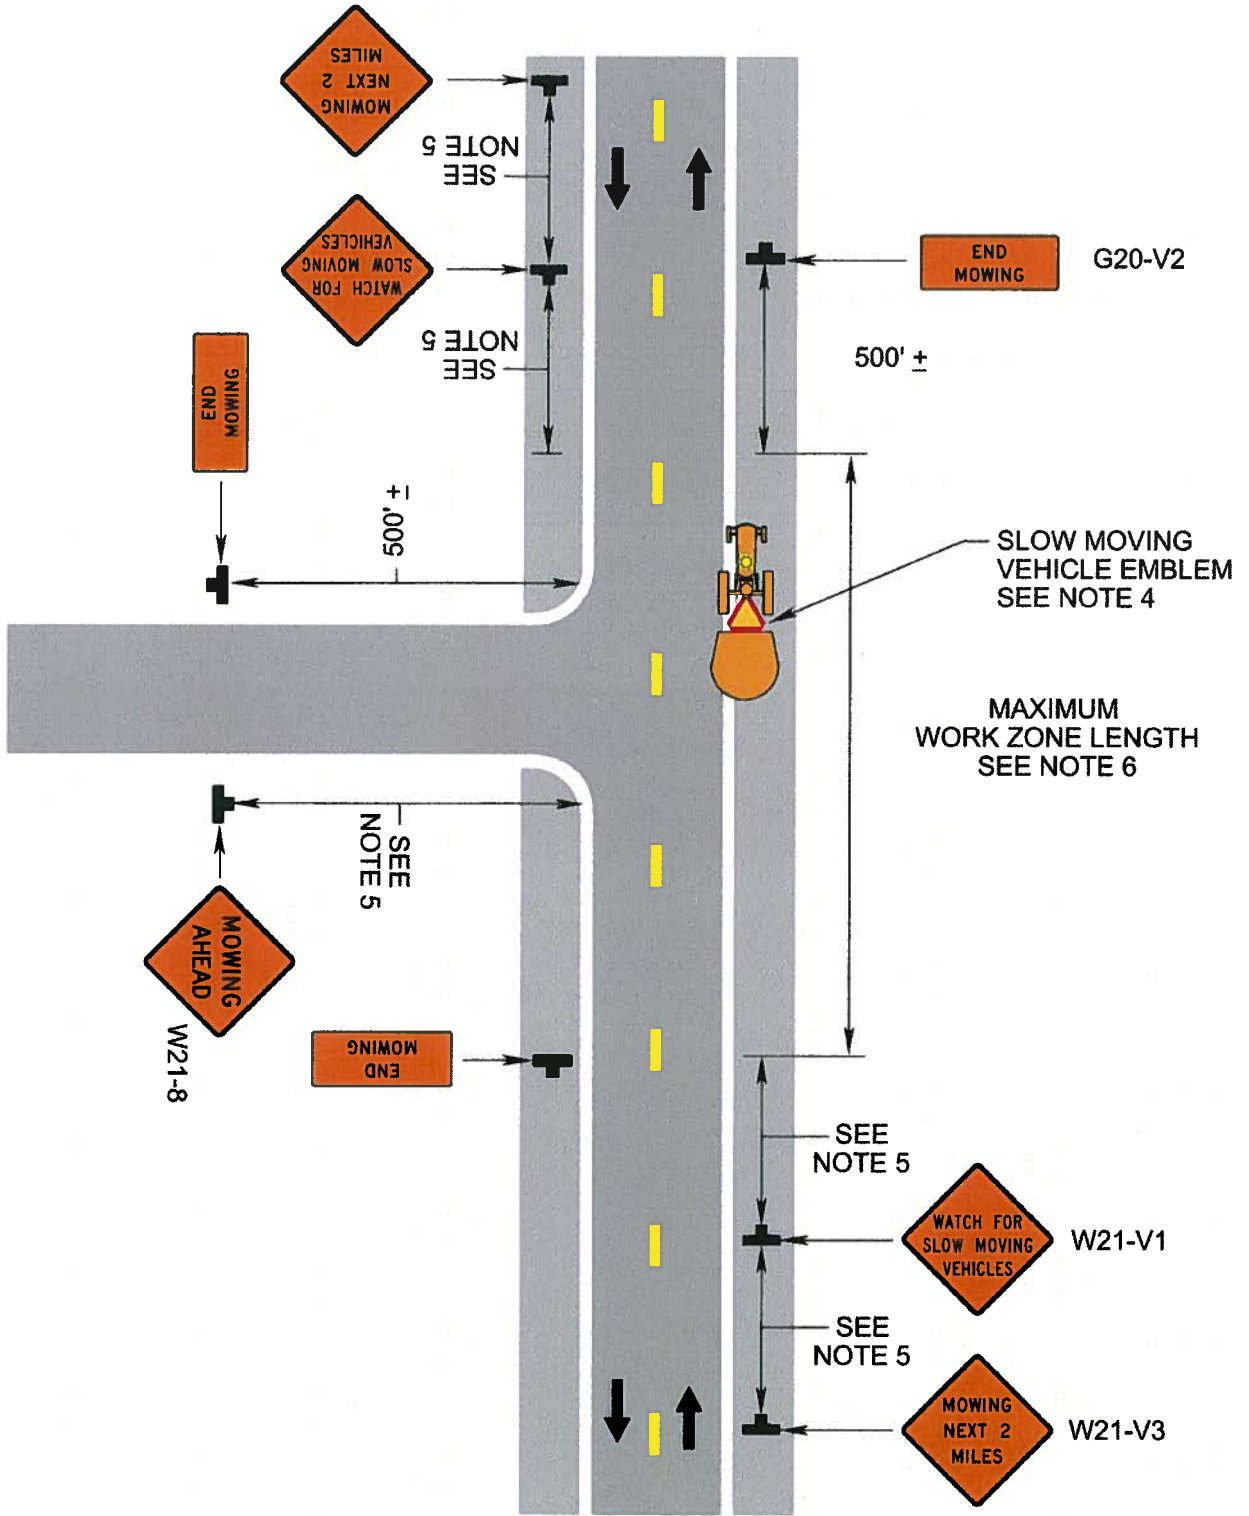 MOWING
NEXT 2
MILES
SEE
NOTE 5
WATCH FOR
SLOW MOVING
VEHICLES
SEE
NOTE 5
END
MOWING
G20-V2
500' ±
END
MOWING
500' ±
SLOW MOVING
VEHICLE EMBLEM
SEE NOTE 4
MAXIMUM
WORK ZONE LENGTH
SEE NOTE 6
SEE
NOTE 5
MOWING
AHEAD
W21-8
END
MOWING
SEE
NOTE 5
WATCH FOR
SLOW MOVING
VEHICLES
W21-V1
SEE
NOTE 5
MOWING
NEXT 2
MILES
W21-V3